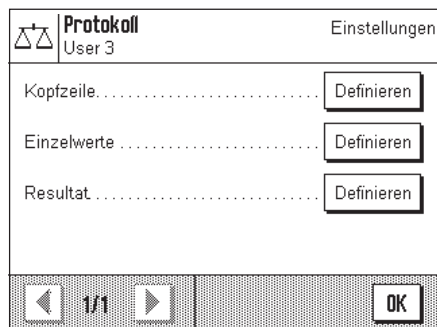 Protokoll Einstellungen
User 3
Kopfzeile............................ Definieren
Einzelwerte ......................... Definieren
Resultat............................. Definieren
1/1 OK